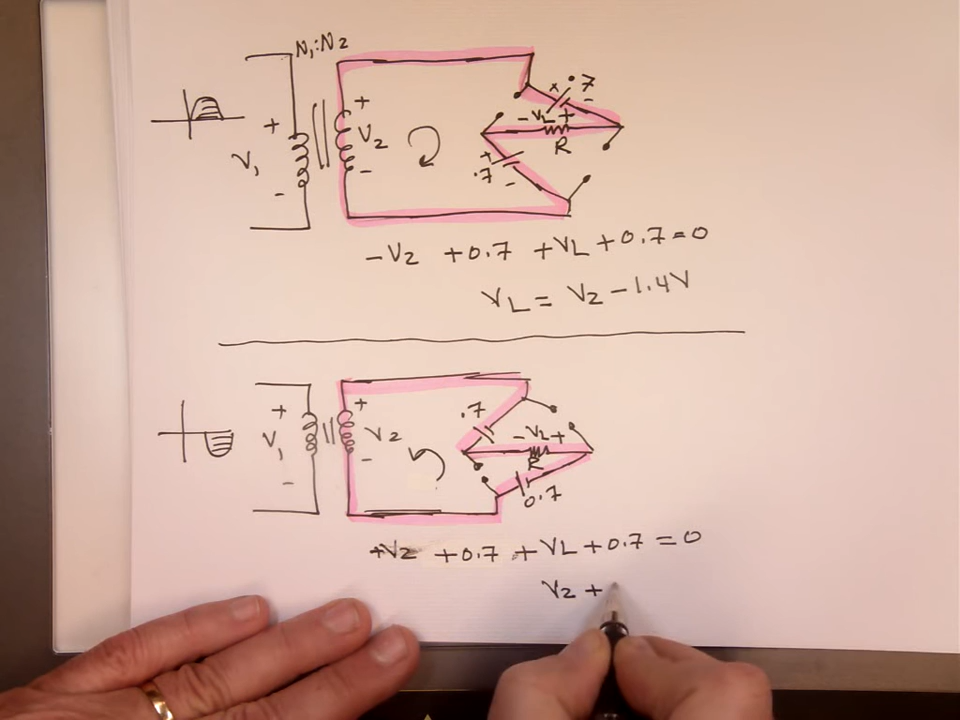 N1:N2
+ .7
+ + -
- VL +
V1 V2
R
+
- - .7 -
-V2 +0.7 +VL +0.7=0
VL = V2 -1.4V
+ + .7
- VL +
V1 V2
R
- - 0.7
+V2 +0.7 +VL +0.7 =0
V2 +